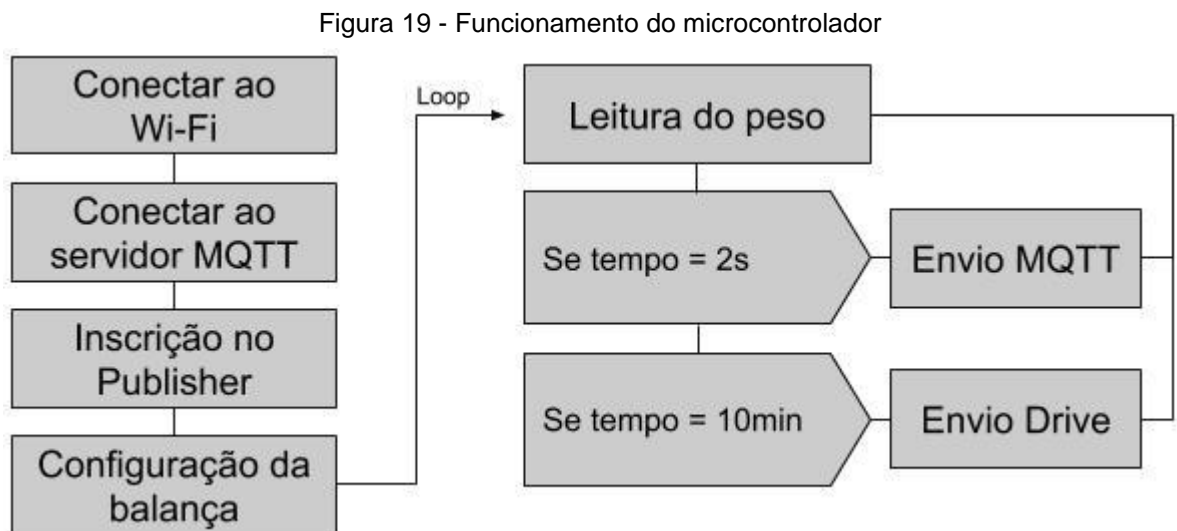 Figura 19 - Funcionamento do microcontrolador
Conectar ao
Wi-Fi
Conectar ao
servidor MQTT
Inscrição no
Publisher
Configuração da
balança
Loop
Leitura do peso
Se tempo = 2s
Envio MQTT
Se tempo = 10min
Envio Drive